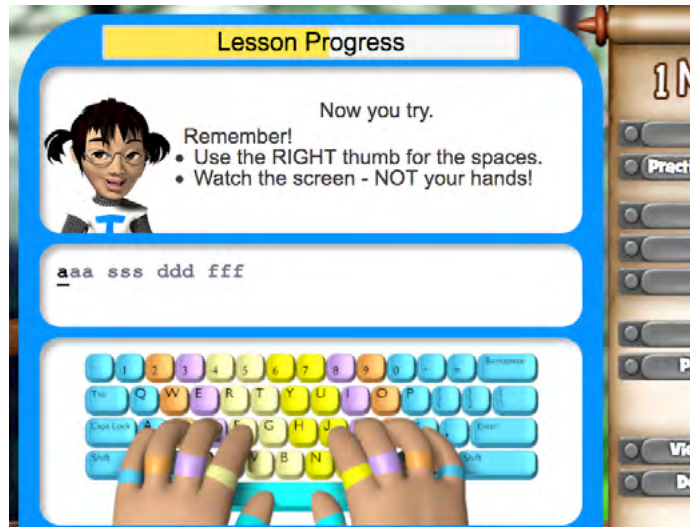 Lesson Progress
Now you try.
Remember!
• Use the RIGHT thumb for the spaces.
• Watch the screen - NOT your hands!
T
aaa sss ddd fff
1
1 2 3 4 5 6 7 8 9 0 - = Backspace
Tab Q W E R T Y U I O P
Caps Lock A F G H J Enter
Shift V B N Shift